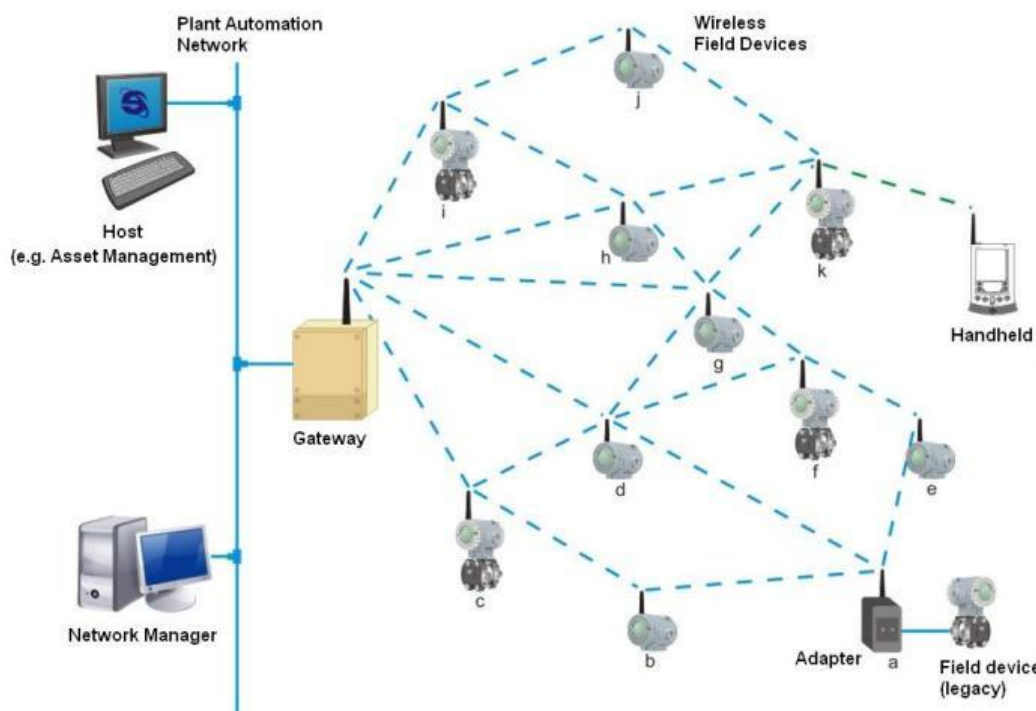 Plant Automation
Network
Wireless
Field Devices
j
i
Host
(e.g. Asset Management)
h
k
Handheld
g
Gateway
d
f
e
c
Network Manager
b
Adapter
a
Field device
(legacy)